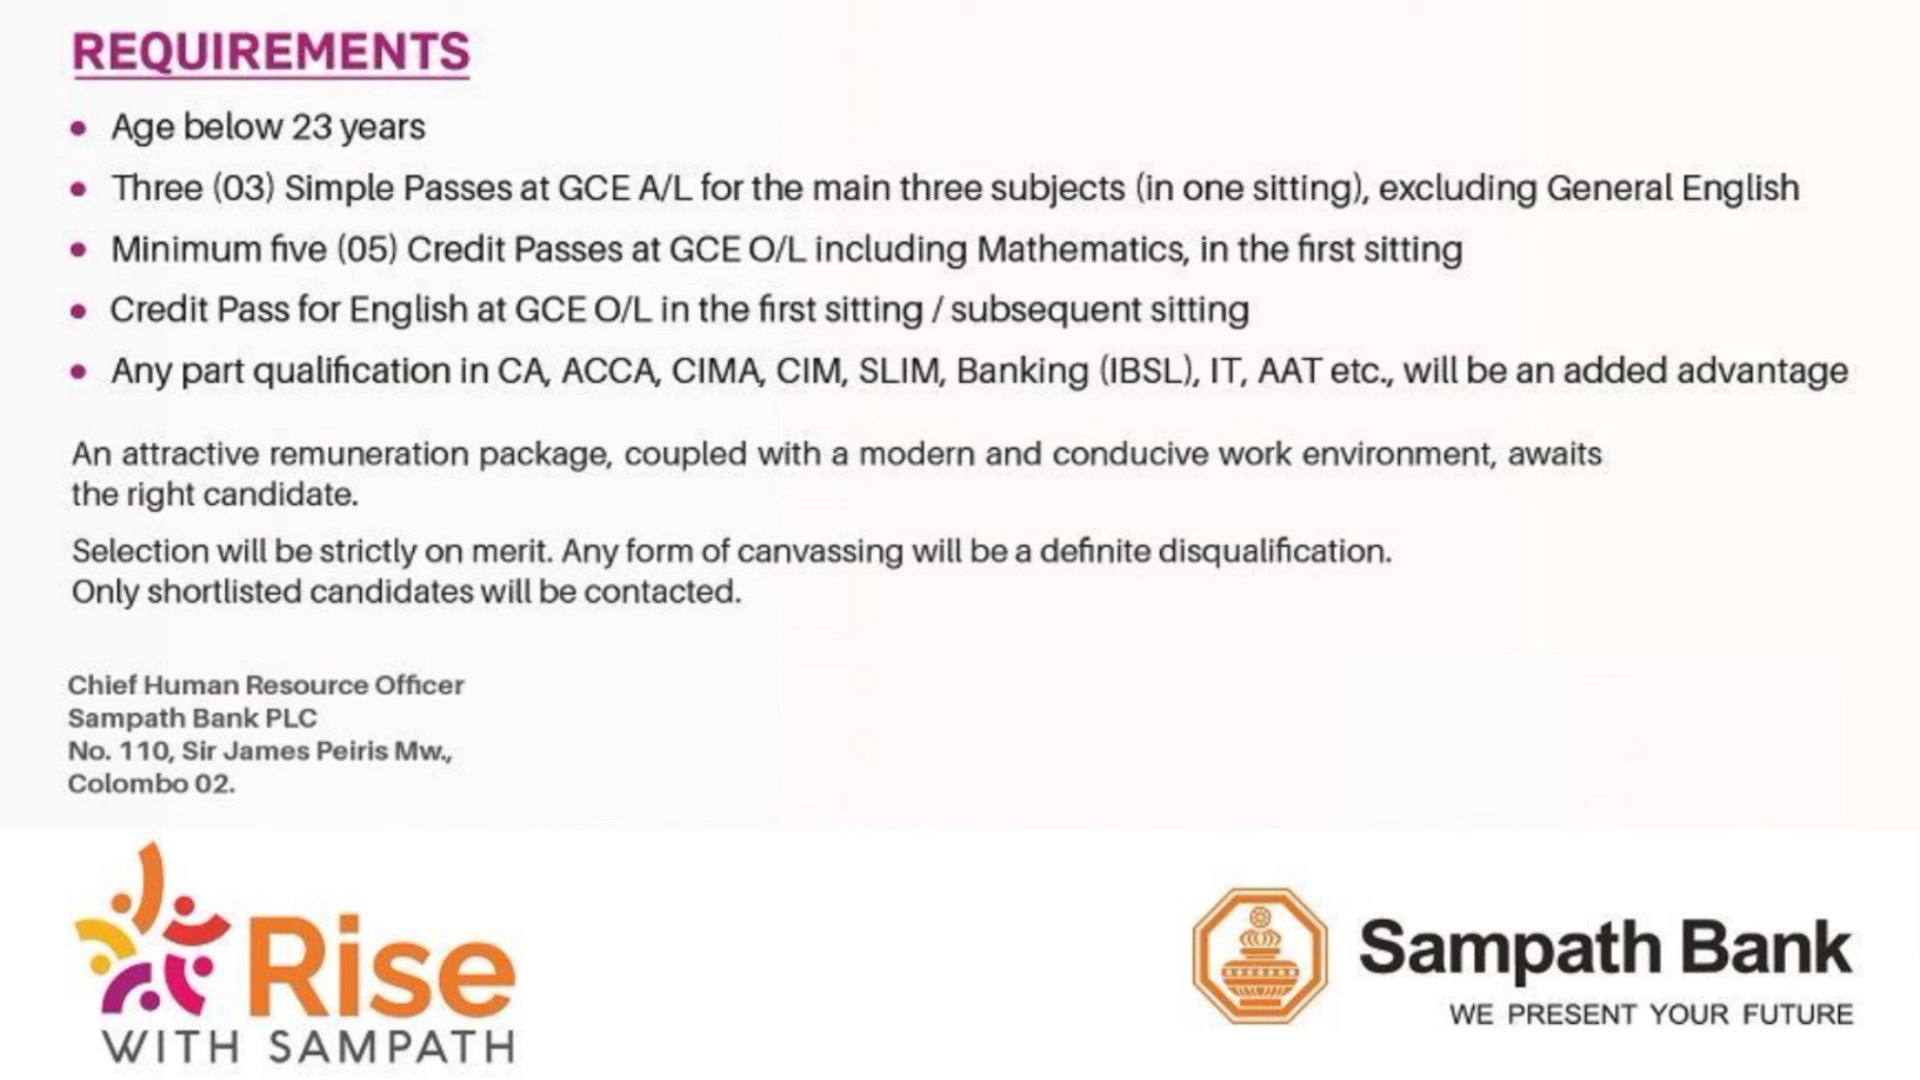 REQUIREMENTS
• Age below 23 years
• Three (03) Simple Passes at GCE A/L for the main three subjects (in one sitting), excluding General English
• Minimum five (05) Credit Passes at GCE O/L including Mathematics, in the first sitting
• Credit Pass for English at GCE O/L in the first sitting / subsequent sitting
• Any part qualification in CA, ACCA, CIMA, CIM, SLIM, Banking (IBSL), IT, AAT etc., will be an added advantage
An attractive remuneration package, coupled with a modern and conducive work environment, awaits
the right candidate.
Selection will be strictly on merit. Any form of canvassing will be a definite disqualification.
Only shortlisted candidates will be contacted.
Chief Human Resource Officer
Sampath Bank PLC
No. 110, Sir James Peiris Mw.,
Colombo 02.
Rise
WITH SAMPATH
Sampath Bank
WE PRESENT YOUR FUTURE